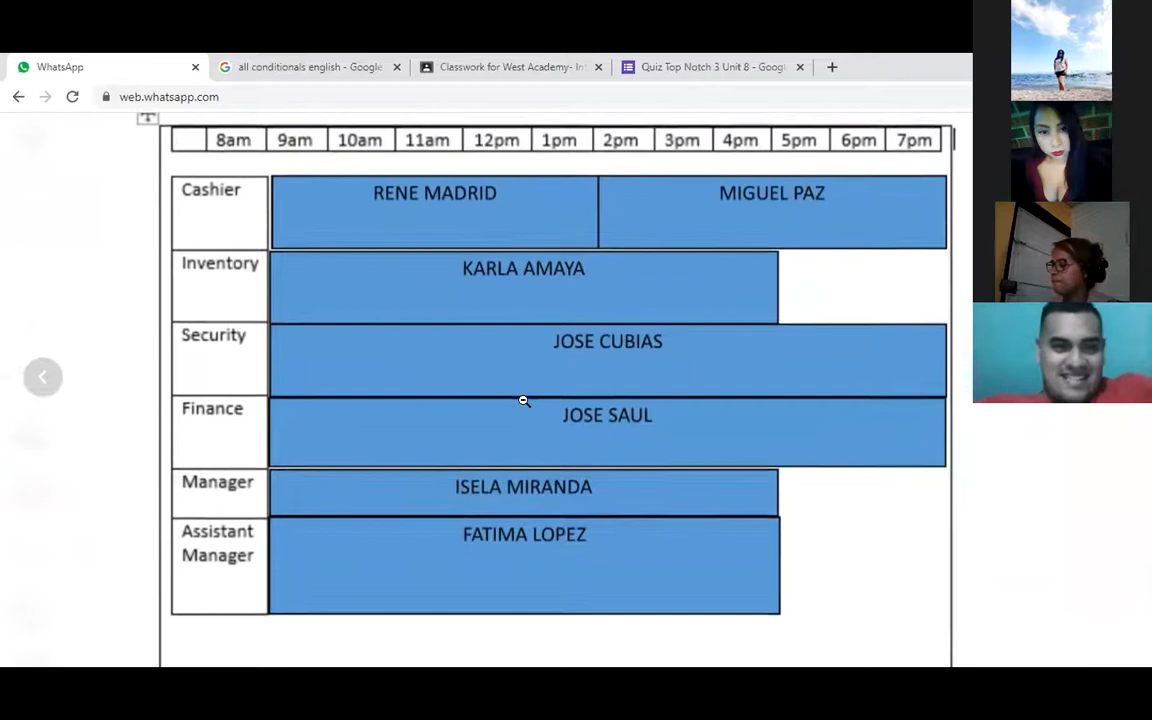 WhatsApp
all conditionals english - Google
Classwork for West Academy- In
Quiz Top Notch 3 Unit 8 - Googl
web.whatsapp.com
8am 9am 10am 11am 12pm 1pm 2pm 3pm 4pm 5pm 6pm 7pm
Cashier RENE MADRID MIGUEL PAZ
Inventory KARLA AMAYA
Security JOSE CUBIAS
Finance JOSE SAUL
Manager ISELA MIRANDA
Assistant FATIMA LOPEZ
Manager